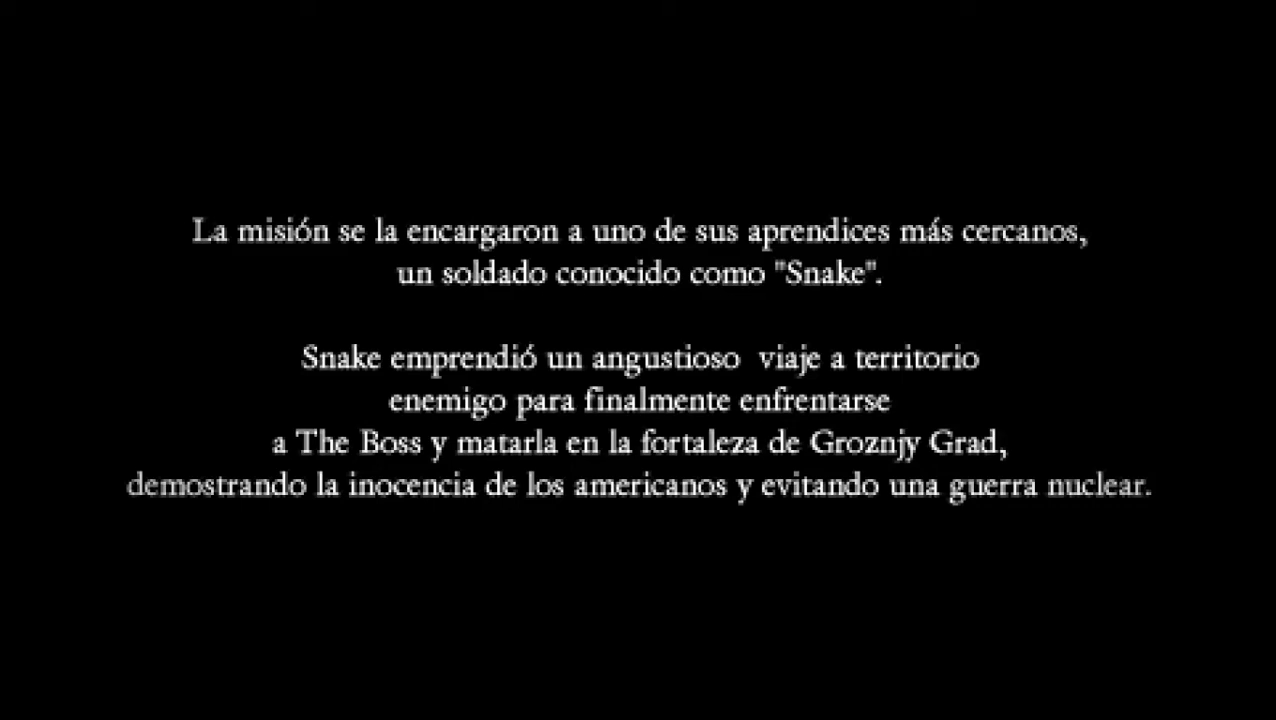 La misión se la encargaron a uno de sus aprendices más cercanos,
un soldado conocido como "Snake".
Snake emprendió un angustioso viaje a territorio
enemigo para finalmente enfrentarse
a The Boss y matarla en la fortaleza de Groznjy Grad,
demostrando la inocencia de los americanos y evitando una guerra nuclear.